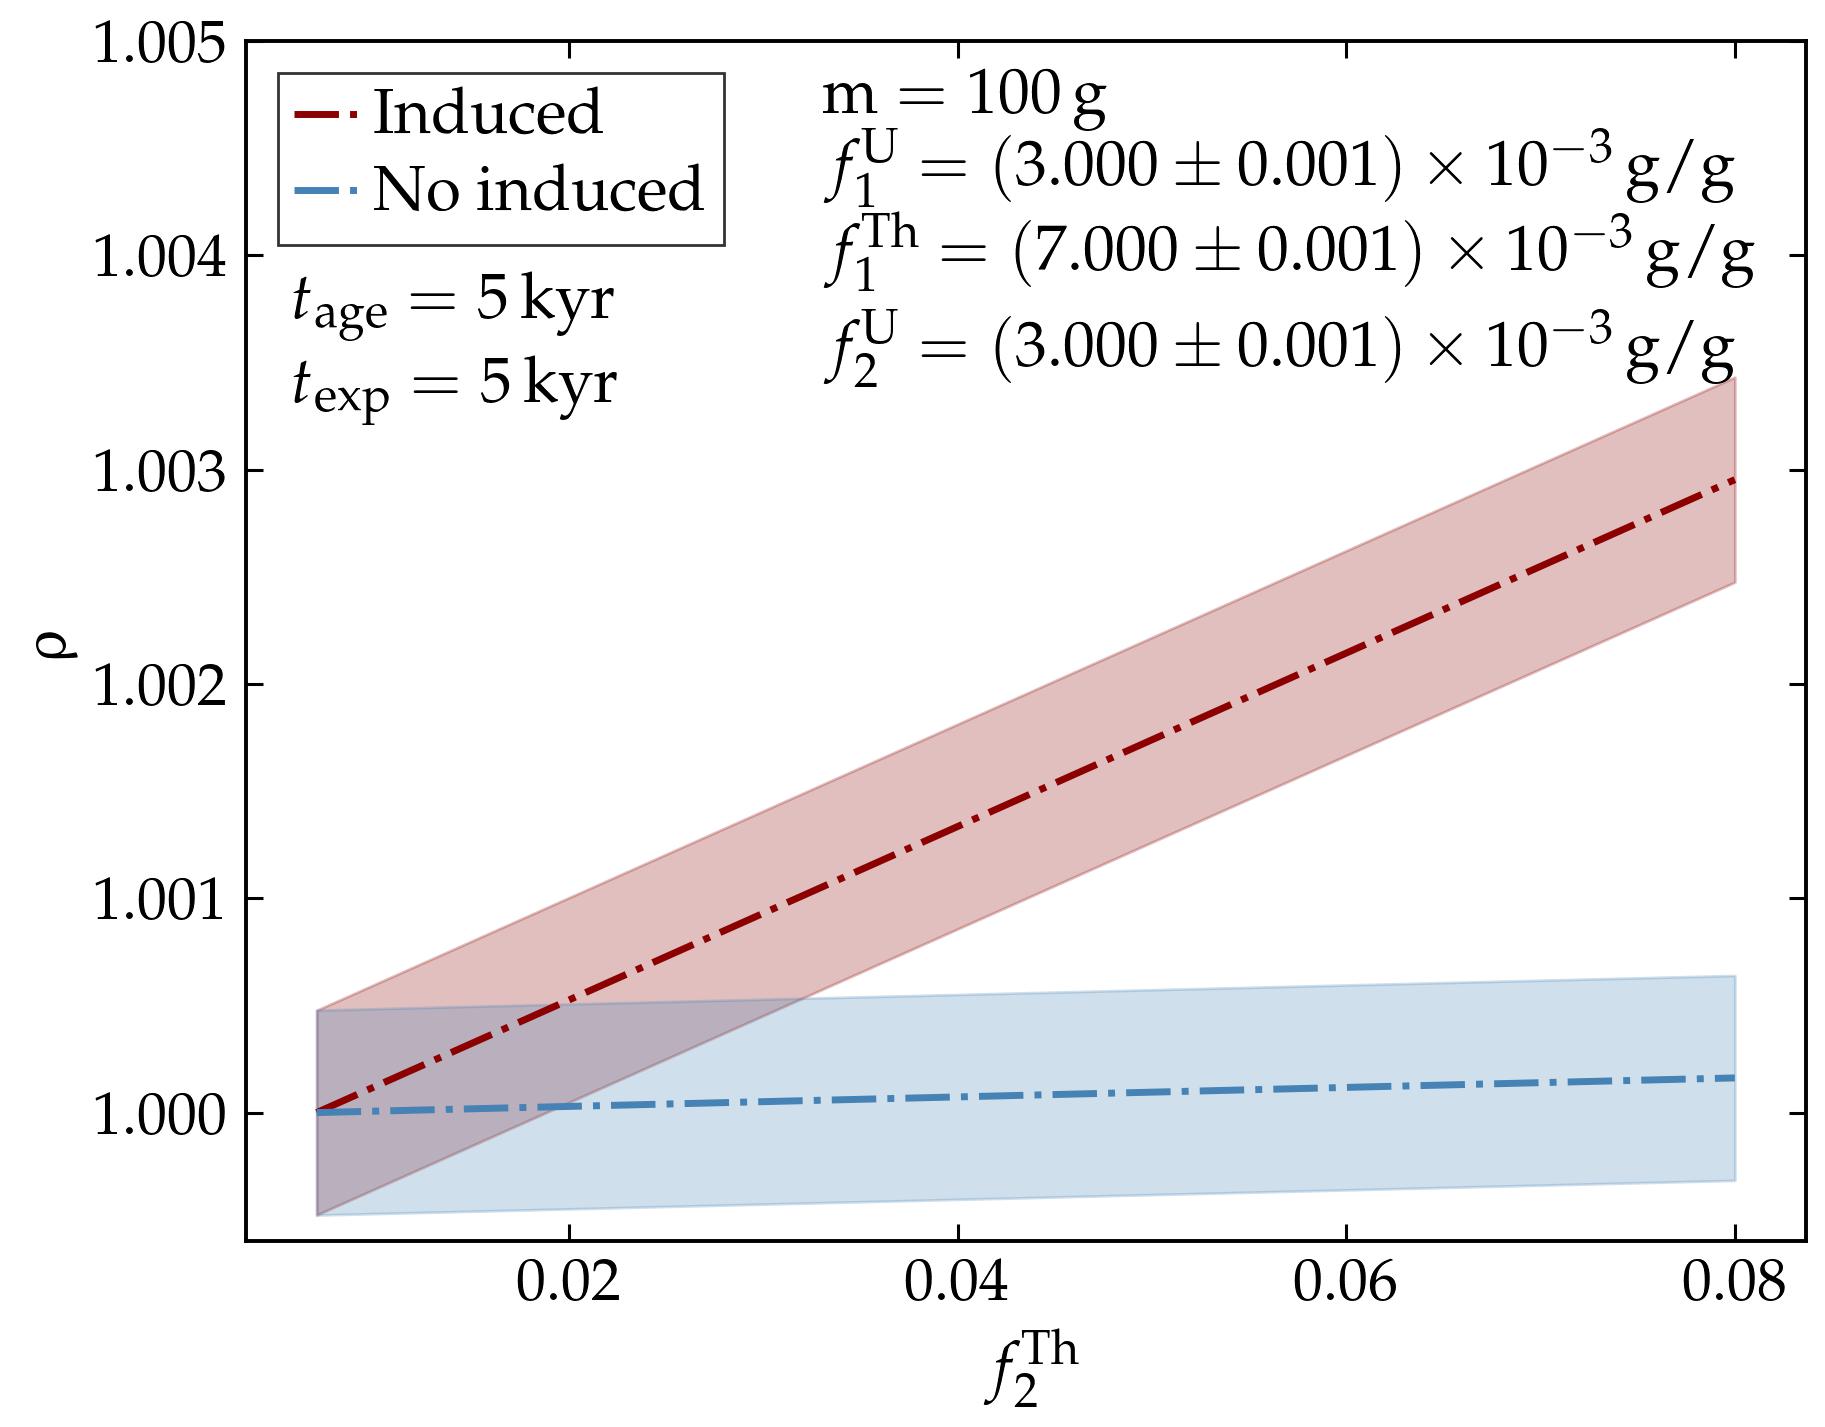 1.005
1.004
1.003
1.002
1.001
1.000
ρ
Induced
No induced
t_age = 5 kyr
t_exp = 5 kyr
m = 100 g
f_1^U = (3.000 ± 0.001) × 10^−3 g/g
f_1^Th = (7.000 ± 0.001) × 10^−3 g/g
f_2^U = (3.000 ± 0.001) × 10^−3 g/g
0.02 0.04 0.06 0.08
f_2^Th